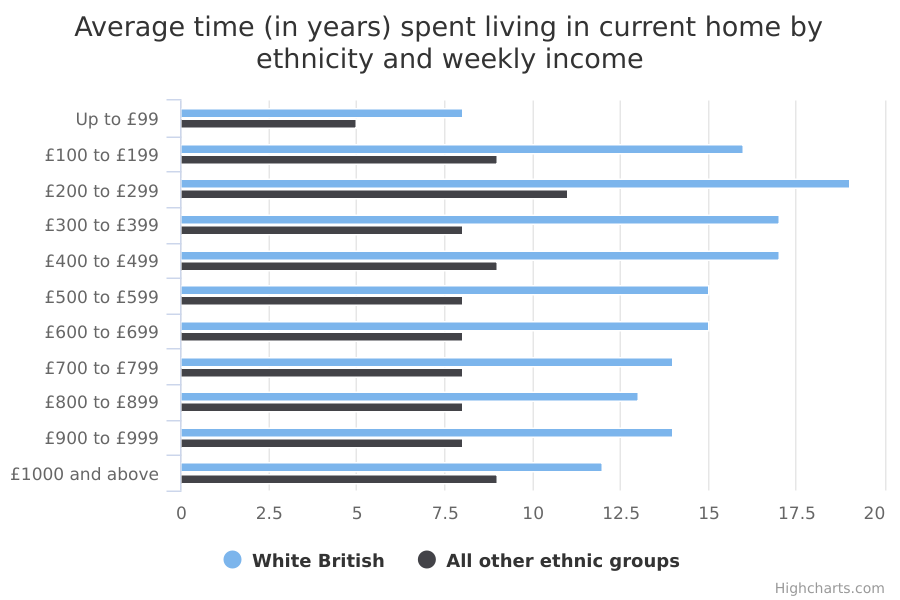 Average time (in years) spent living in current home by
ethnicity and weekly income
Up to £99
£100 to £199
£200 to £299
£300 to £399
£400 to £499
£500 to £599
£600 to £699
£700 to £799
£800 to £899
£900 to £999
£1000 and above
0 2.5 5 7.5 10 12.5 15 17.5 20
White British All other ethnic groups
Highcharts.com